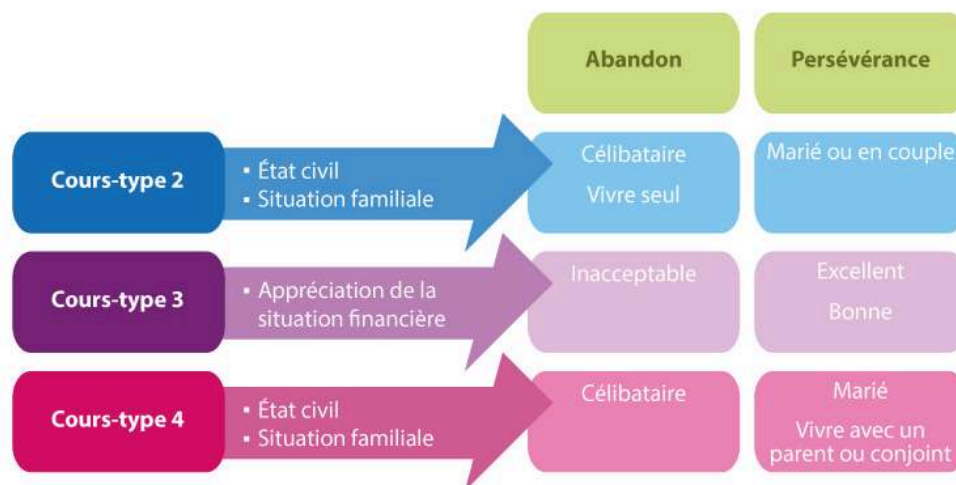 Abandon
Persévérance
Cours-type 2
▪ État civil
▪ Situation familiale
Célibataire
Vivre seul
Marié ou en couple
Cours-type 3
▪ Appréciation de la
situation financière
Inacceptable
Excellent
Bonne
Cours-type 4
▪ État civil
▪ Situation familiale
Célibataire
Marié
Vivre avec un
parent ou conjoint